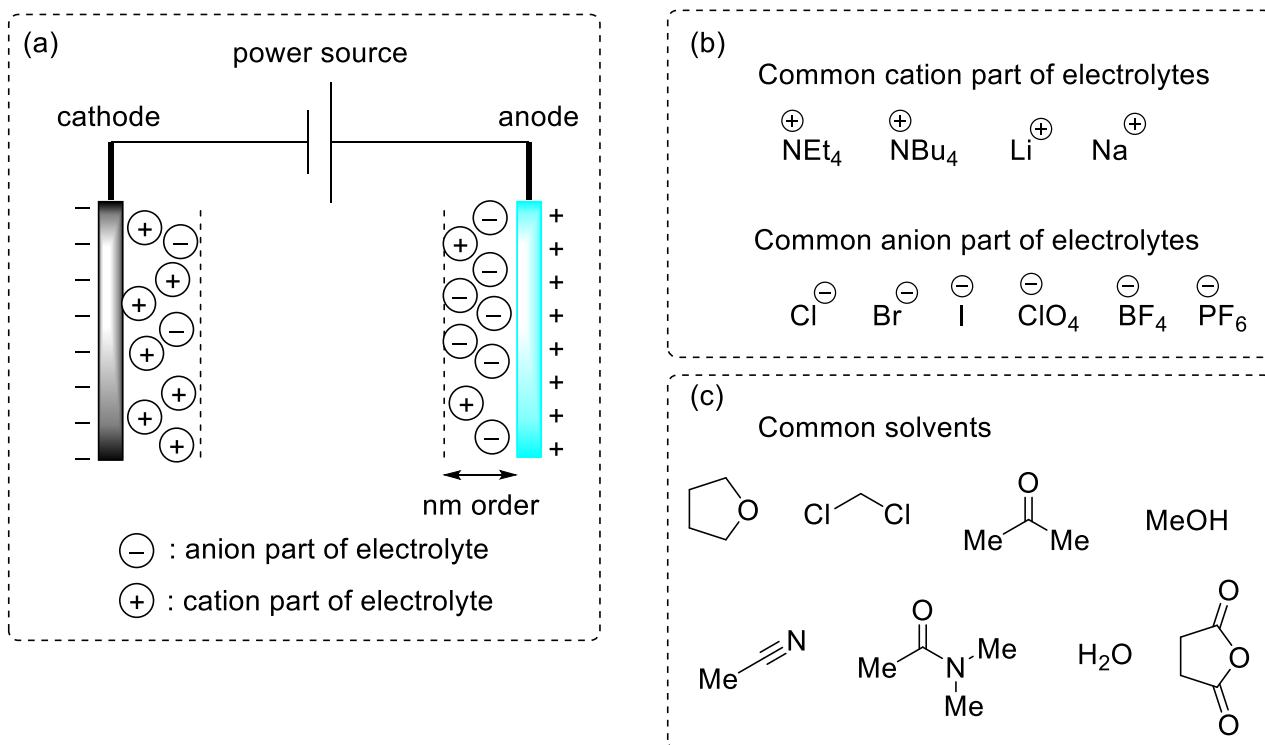 (a)
power source
cathode
anode
nm order
− : anion part of electrolyte
+ : cation part of electrolyte
(b)
Common cation part of electrolytes
⊕ ⊕ ⊕ ⊕
NEt4 NBu4 Li Na
Common anion part of electrolytes
⊖ ⊖ ⊖ ⊖ ⊖ ⊖
Cl Br I ClO4 BF4 PF6
(c)
Common solvents
O
O Cl Cl Me Me MeOH
O
Me N
Me N Me
Me
H2O
O
O
O